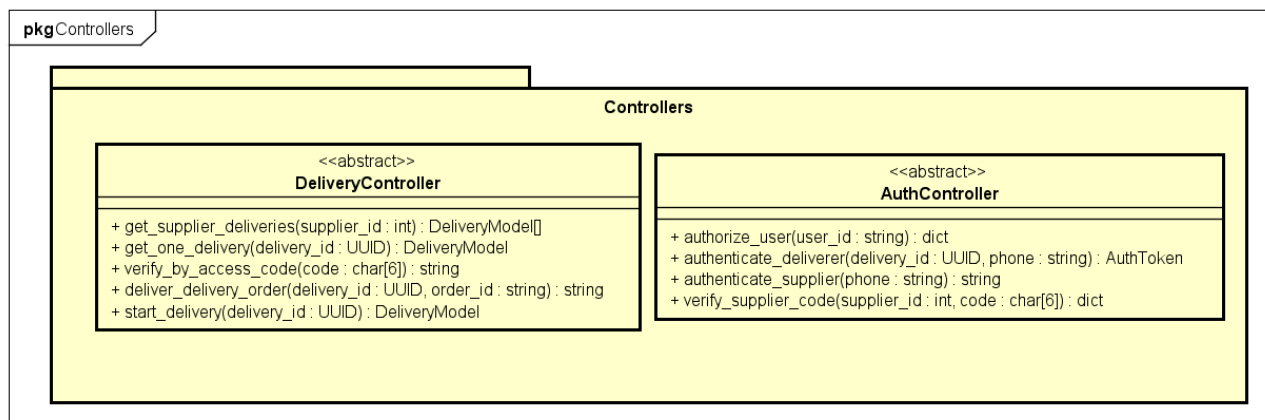 pkg Controllers
Controllers
<<abstract>>
DeliveryController
+ get_supplier_deliveries(supplier_id : int) : DeliveryModel[]
+ get_one_delivery(delivery_id : UUID) : DeliveryModel
+ verify_by_access_code(code : char[6]) : string
+ deliver_delivery_order(delivery_id : UUID, order_id : string) : string
+ start_delivery(delivery_id : UUID) : DeliveryModel
<<abstract>>
AuthController
+ authorize_user(user_id : string) : dict
+ authenticate_deliverer(delivery_id : UUID, phone : string) : AuthToken
+ authenticate_supplier(phone : string) : string
+ verify_supplier_code(supplier_id : int, code : char[6]) : dict